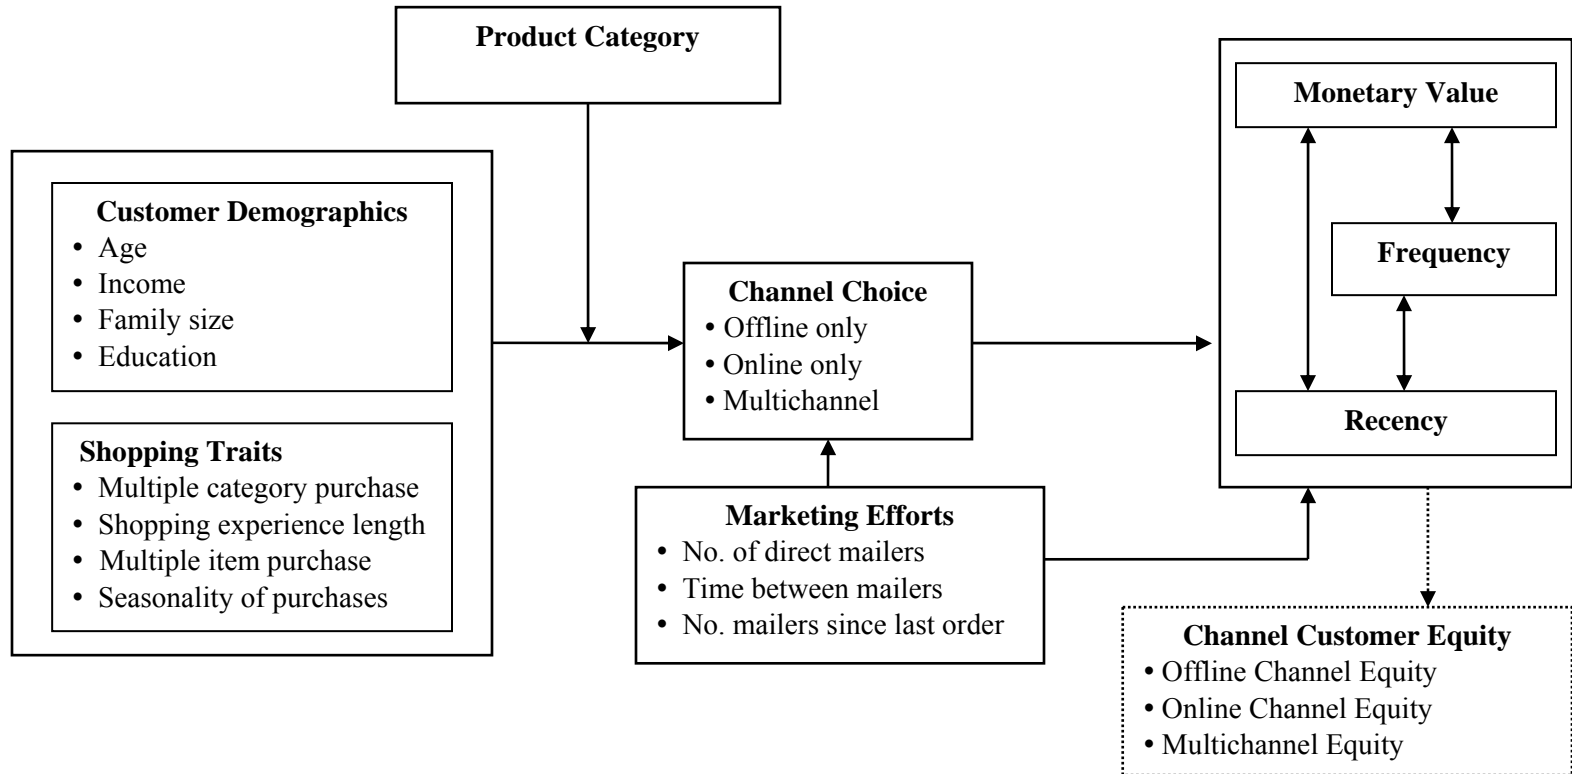 Product Category
Customer Demographics
• Age
• Income
• Family size
• Education
Shopping Traits
• Multiple category purchase
• Shopping experience length
• Multiple item purchase
• Seasonality of purchases
Channel Choice
• Offline only
• Online only
• Multichannel
Marketing Efforts
• No. of direct mailers
• Time between mailers
• No. mailers since last order
Monetary Value
Frequency
Recency
Channel Customer Equity
• Offline Channel Equity
• Online Channel Equity
• Multichannel Equity